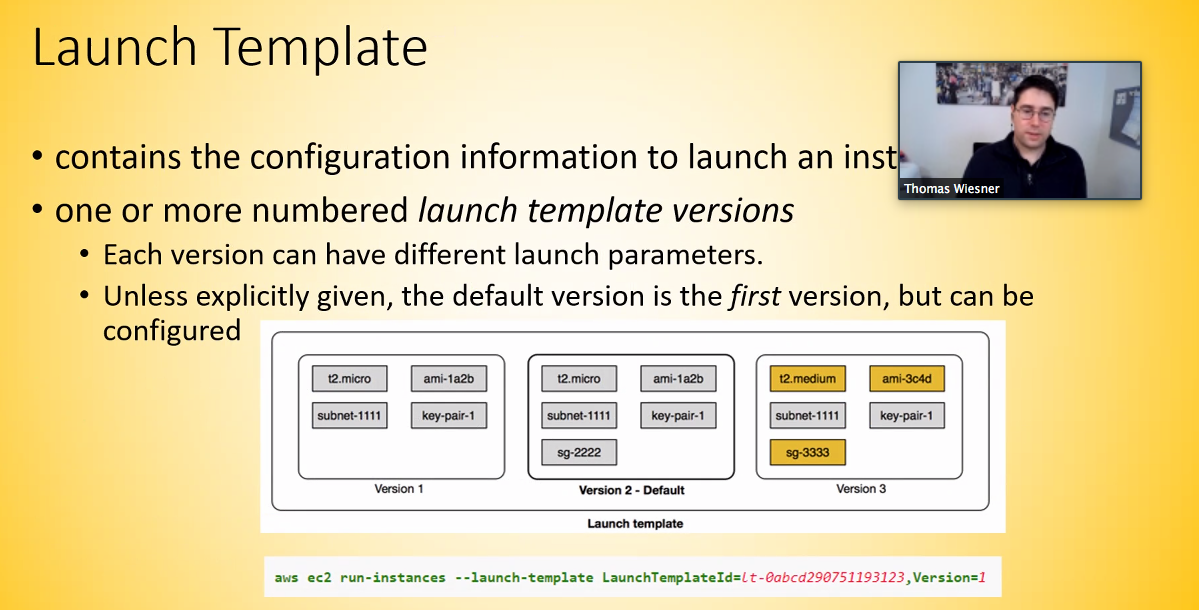 Launch Template
• contains the configuration information to launch an inst
Thomas Wiesner
• one or more numbered launch template versions
• Each version can have different launch parameters.
• Unless explicitly given, the default version is the first version, but can be
configured
t2.micro ami-1a2b
subnet-1111 key-pair-1
Version 1
t2.micro ami-1a2b
subnet-1111 key-pair-1
sg-2222
Version 2 - Default
t2.medium ami-3c4d
subnet-1111 key-pair-1
sg-3333
Version 3
Launch template
aws ec2 run-instances --launch-template LaunchTemplateId=lt-0abcd290751193123,Version=1